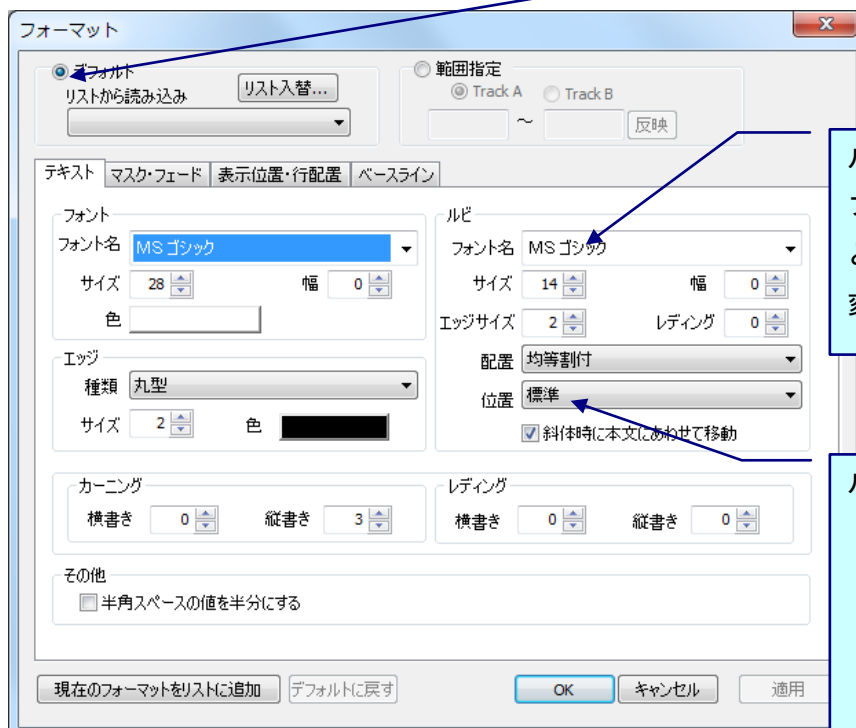 フォーマット
デフォルト
リストから読み込み
リスト入替...
範囲指定
Track A
Track B
~
反映
テキスト マスク・フェード 表示位置・行配置 ベースライン
フォント
フォント名 MS ゴシック
サイズ 28 幅 0
色
エッジ
種類 丸型
サイズ 2 色
ルビ
フォント名 MS ゴシック
サイズ 14 幅 0
エッジサイズ 2 レディング 0
配置 均等割付
位置 標準
斜体時に本文にあわせて移動
カーニング
横書き 0 縦書き 3
レディング
横書き 0 縦書き 0
その他
半角スペースの値を半分にする
現在のフォーマットをリストに追加 デフォルトに戻す OK キャンセル 適用